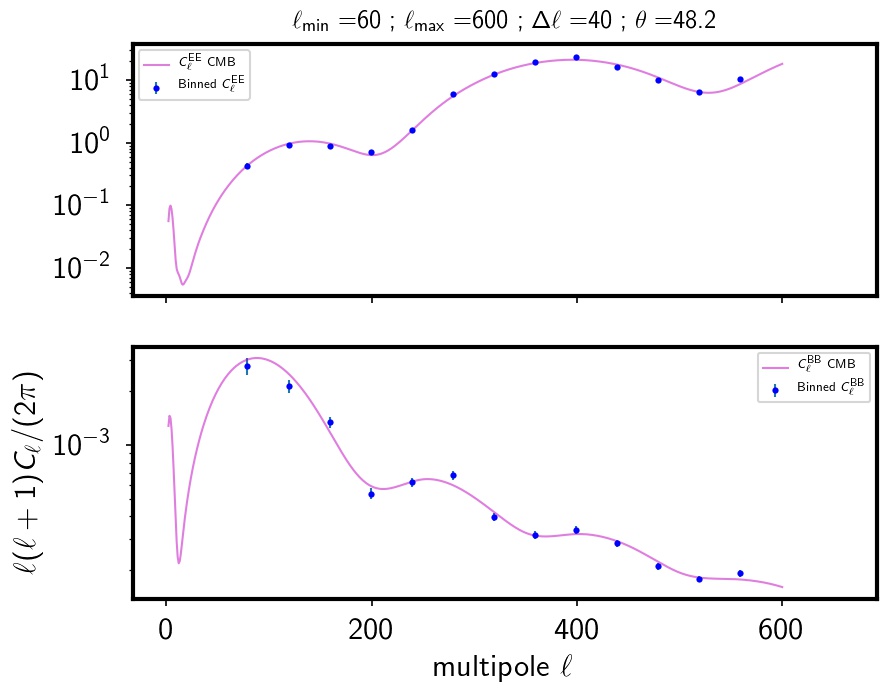 ℓmin =60 ; ℓmax =600 ; Δℓ =40 ; θ =48.2
C_ℓ^EE CMB
Binned C_ℓ^EE
10^1
10^0
10^−1
10^−2
C_ℓ^BB CMB
Binned C_ℓ^BB
10^−3
ℓ(ℓ + 1)C_ℓ/(2π)
0 200 400 600
multipole ℓ